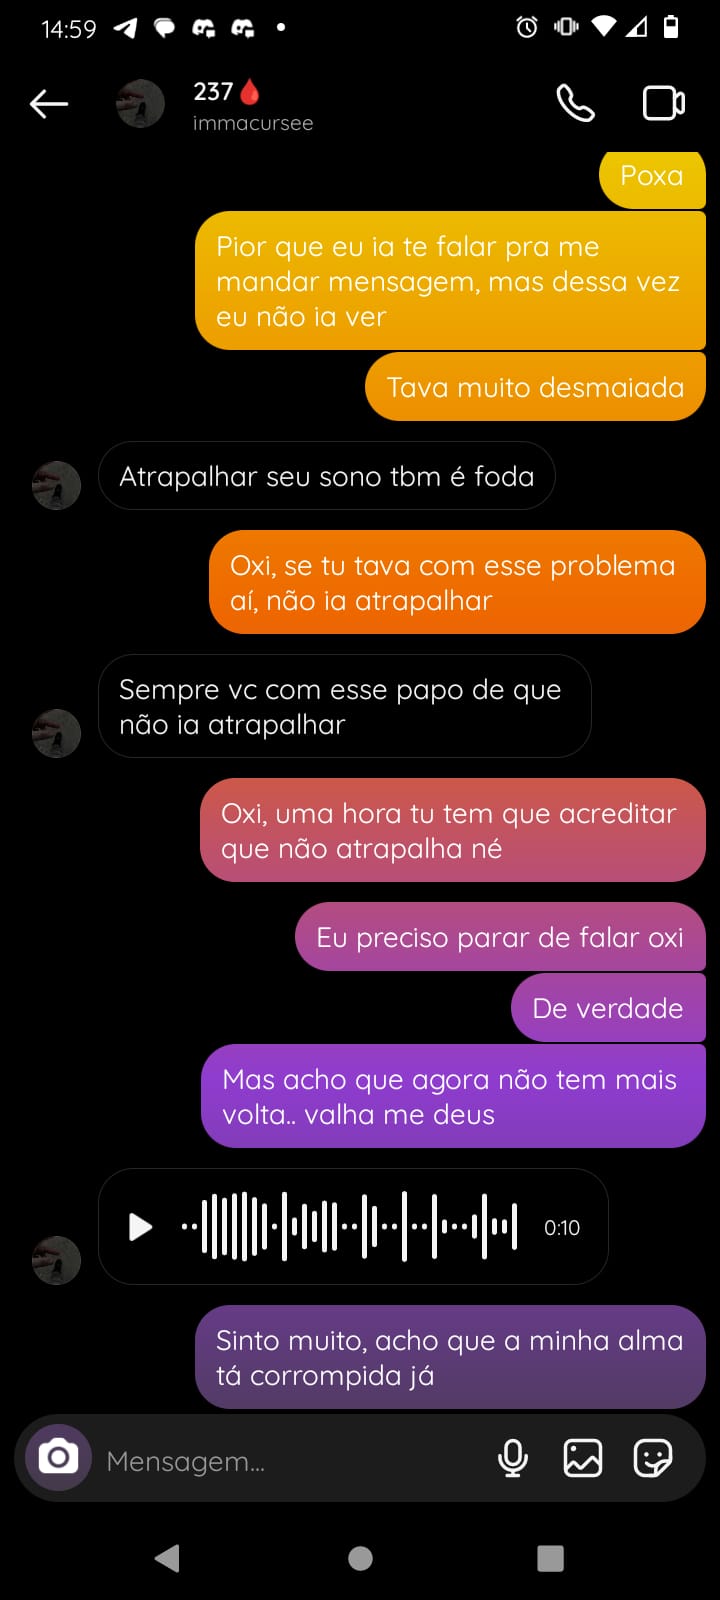 14:59
237🩸
immacursee
Poxa
Pior que eu ia te falar pra me
mandar mensagem, mas dessa vez
eu não ia ver
Tava muito desmaiada
Atrapalhar seu sono tbm é foda
Oxi, se tu tava com esse problema
aí, não ia atrapalhar
Sempre vc com esse papo de que
não ia atrapalhar
Oxi, uma hora tu tem que acreditar
que não atrapalha né
Eu preciso parar de falar oxi
De verdade
Mas acho que agora não tem mais
volta.. valha me deus
0:10
Sinto muito, acho que a minha alma
tá corrompida já
Mensagem...